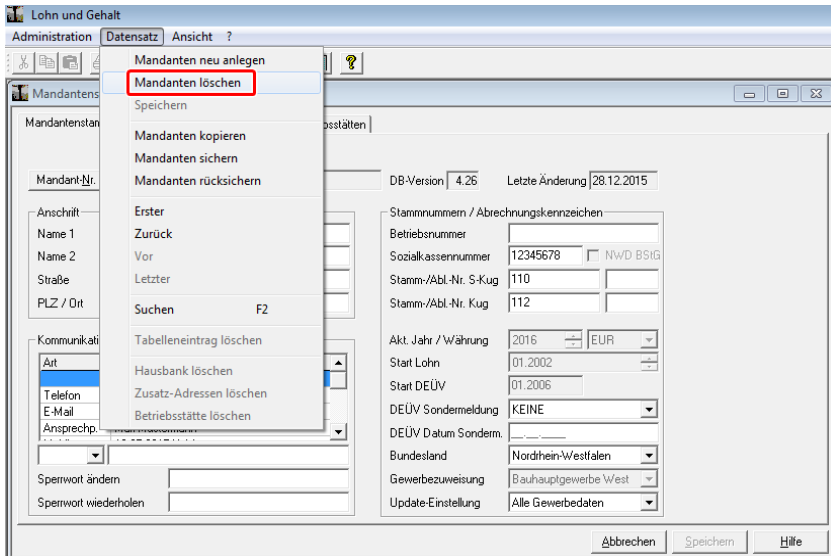 Lohn und Gehalt
Administration Datensatz Ansicht ?
Mandanten neu anlegen
Mandanten löschen
Speichern
Mandanten kopieren
Mandanten sichern
Mandanten rücksichern
Erster
Zurück
Vor
Letzter
Suchen F2
Tabelleneintrag löschen
Hausbank löschen
Zusatz-Adressen löschen
Betriebsstätte löschen
Mandantens
Mandantenstan
osstätten
Mandant-Nr.
DB-Version 4.26 Letzte Änderung 28.12.2015
Anschrift
Name 1
Name 2
Straße
PLZ / Ort
Stammnummern / Abrechnungskennzeichen
Betriebsnummer
Sozialkassennummer 12345678 NWD BStG
Stamm-/Abl.-Nr. S-Kug 110
Stamm-/Abl.-Nr. Kug 112
Kommunikati
Art
Telefon
E-Mail
Ansprechp.
Sperrwort ändern
Sperrwort wiederholen
Akt. Jahr / Währung 2016 EUR
Start Lohn 01.2002
Start DEÜV 01.2006
DEÜV Sondermeldung KEINE
DEÜV Datum Sonderm. __.__.____
Bundesland Nordrhein-Westfalen
Gewerbezuweisung Bauhauptgewerbe West
Update-Einstellung Alle Gewerbedaten
Abbrechen Speichern Hilfe